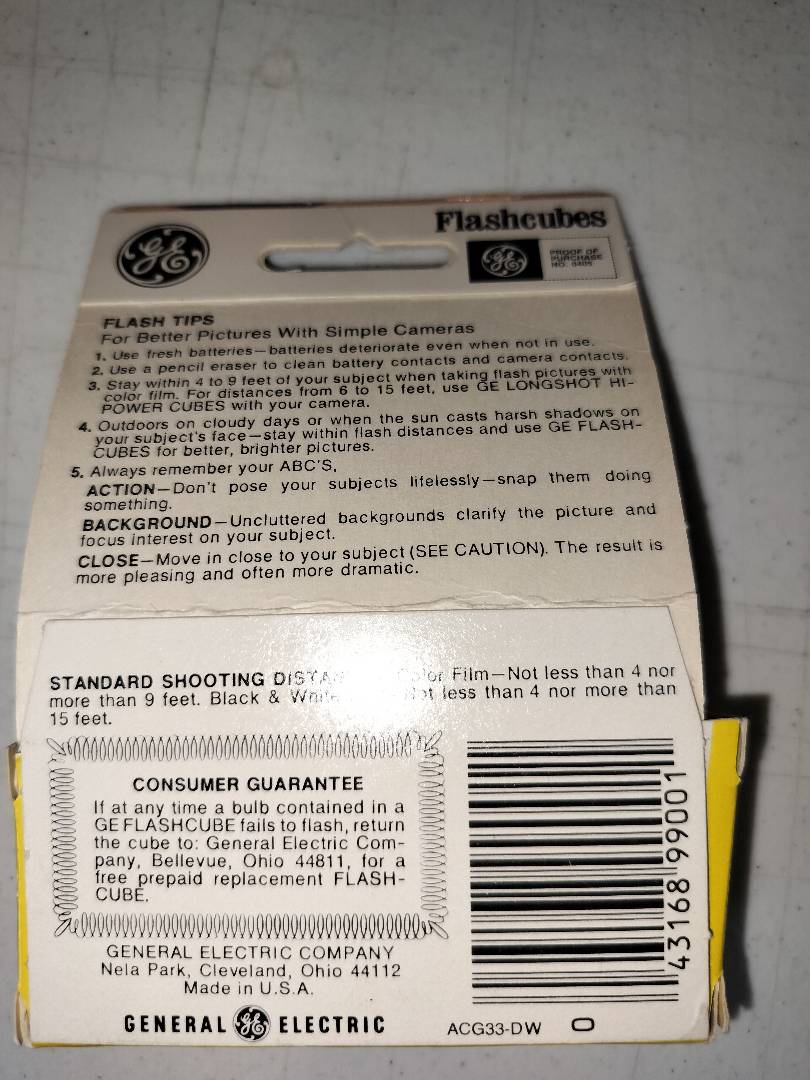 GE
Flashcubes
GE
PROOF OF
PURCHASE
NO.
FLASH TIPS
For Better Pictures With Simple Cameras
1. Use fresh batteries—batteries deteriorate even when not in use.
2. Use a pencil eraser to clean battery contacts and camera contacts.
3. Stay within 4 to 9 feet of your subject when taking flash pictures with
color film. For distances from 6 to 15 feet, use GE LONGSHOT HI-
POWER CUBES with your camera.
4. Outdoors on cloudy days or when the sun casts harsh shadows on
your subject's face—stay within flash distances and use GE FLASH-
CUBES for better, brighter pictures.
5. Always remember your ABC'S,
ACTION—Don't pose your subjects lifelessly—snap them doing
something.
BACKGROUND—Uncluttered backgrounds clarify the picture and
focus interest on your subject.
CLOSE—Move in close to your subject (SEE CAUTION). The result is
more pleasing and often more dramatic.
STANDARD SHOOTING Color Film—Not less than 4 nor
more than 9 feet. Black & White Not less than 4 nor more than
15 feet.
CONSUMER GUARANTEE
If at any time a bulb contained in a
GE FLASHCUBE fails to flash, return
the cube to: General Electric Com-
pany, Bellevue, Ohio 44811, for a
free prepaid replacement FLASH-
CUBE.
GENERAL ELECTRIC COMPANY
Nela Park, Cleveland, Ohio 44112
Made in U.S.A.
GENERAL GE ELECTRIC
43168 99001
ACG33-DW O